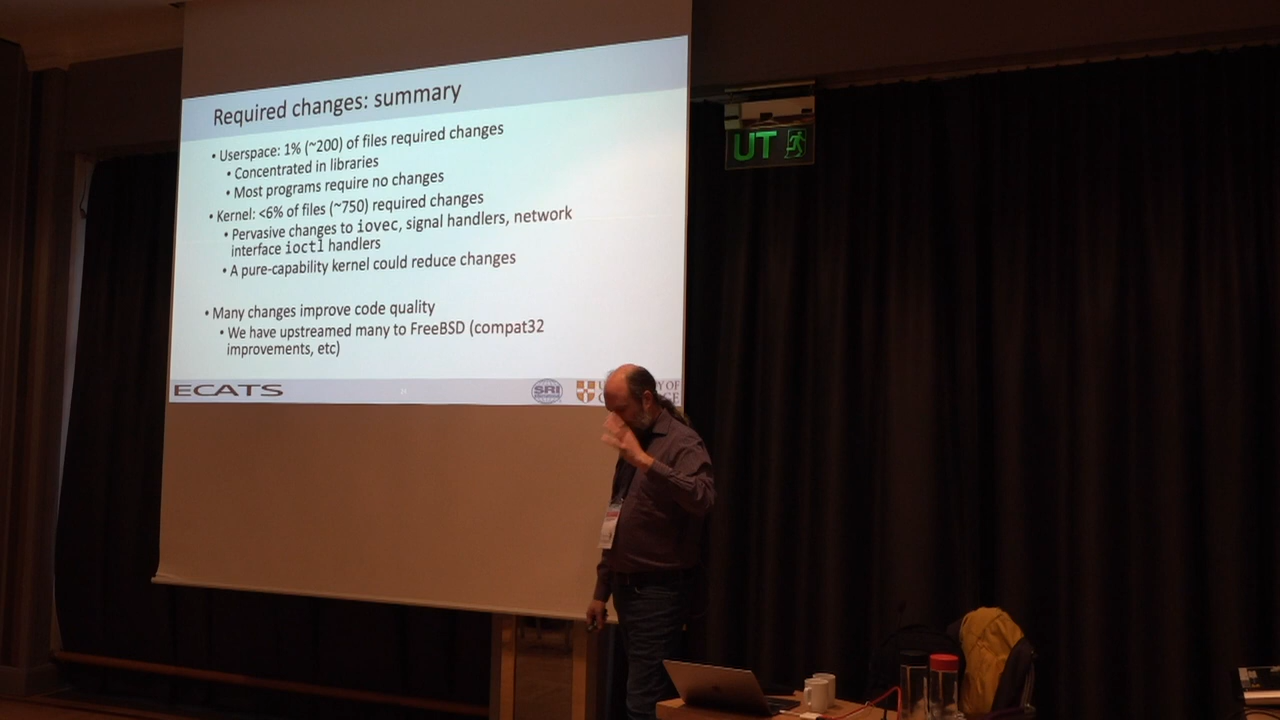 Required changes: summary
• Userspace: 1% (~200) of files required changes
• Concentrated in libraries
• Most programs require no changes
• Kernel: <6% of files (~750) required changes
• Pervasive changes to iovec, signal handlers, network
interface ioctl handlers
• A pure-capability kernel could reduce changes
• Many changes improve code quality
• We have upstreamed many to FreeBSD (compat32
improvements, etc)
ECATS
SRI
UT